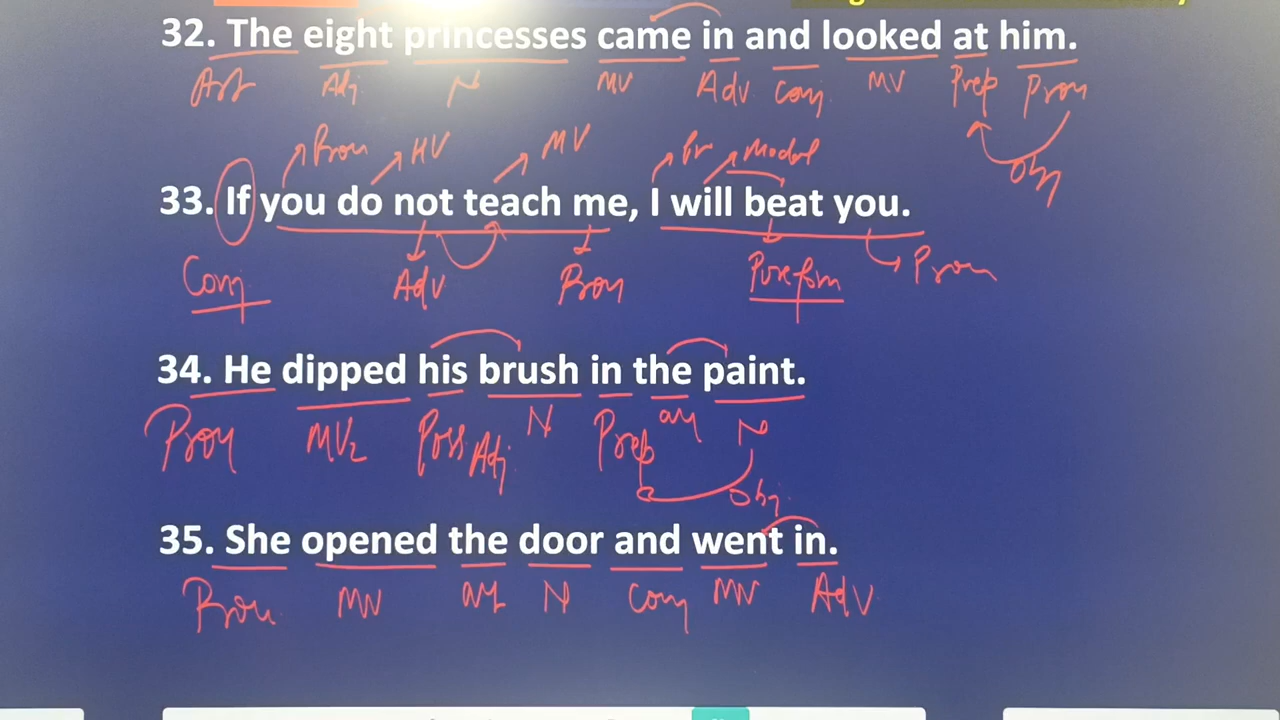 32. The eight princesses came in and looked at him.
Art Adj. N MV Adv Conj MV Prep Pron
Obj
Pron HV MV Pr Modal
33. If you do not teach me, I will beat you.
Conj Adv Pron Pure form Pron
34. He dipped his brush in the paint.
Pron MV2 Poss Adj. N Prep art N
Obj.
35. She opened the door and went in.
Pron MV art N Conj MV Adv